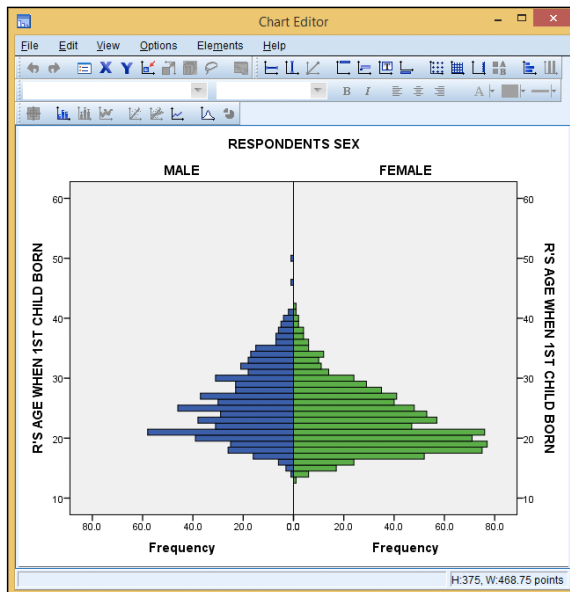 Chart Editor
File Edit View Options Elements Help
B I A
RESPONDENTS SEX
MALE FEMALE
R'S AGE WHEN 1ST CHILD BORN
60 60
50 50
40 40
30 30
20 20
10 10
R'S AGE WHEN 1ST CHILD BORN
80.0 60.0 40.0 20.0 0.0 20.0 40.0 60.0 80.0
Frequency Frequency
H:375, W:468.75 points